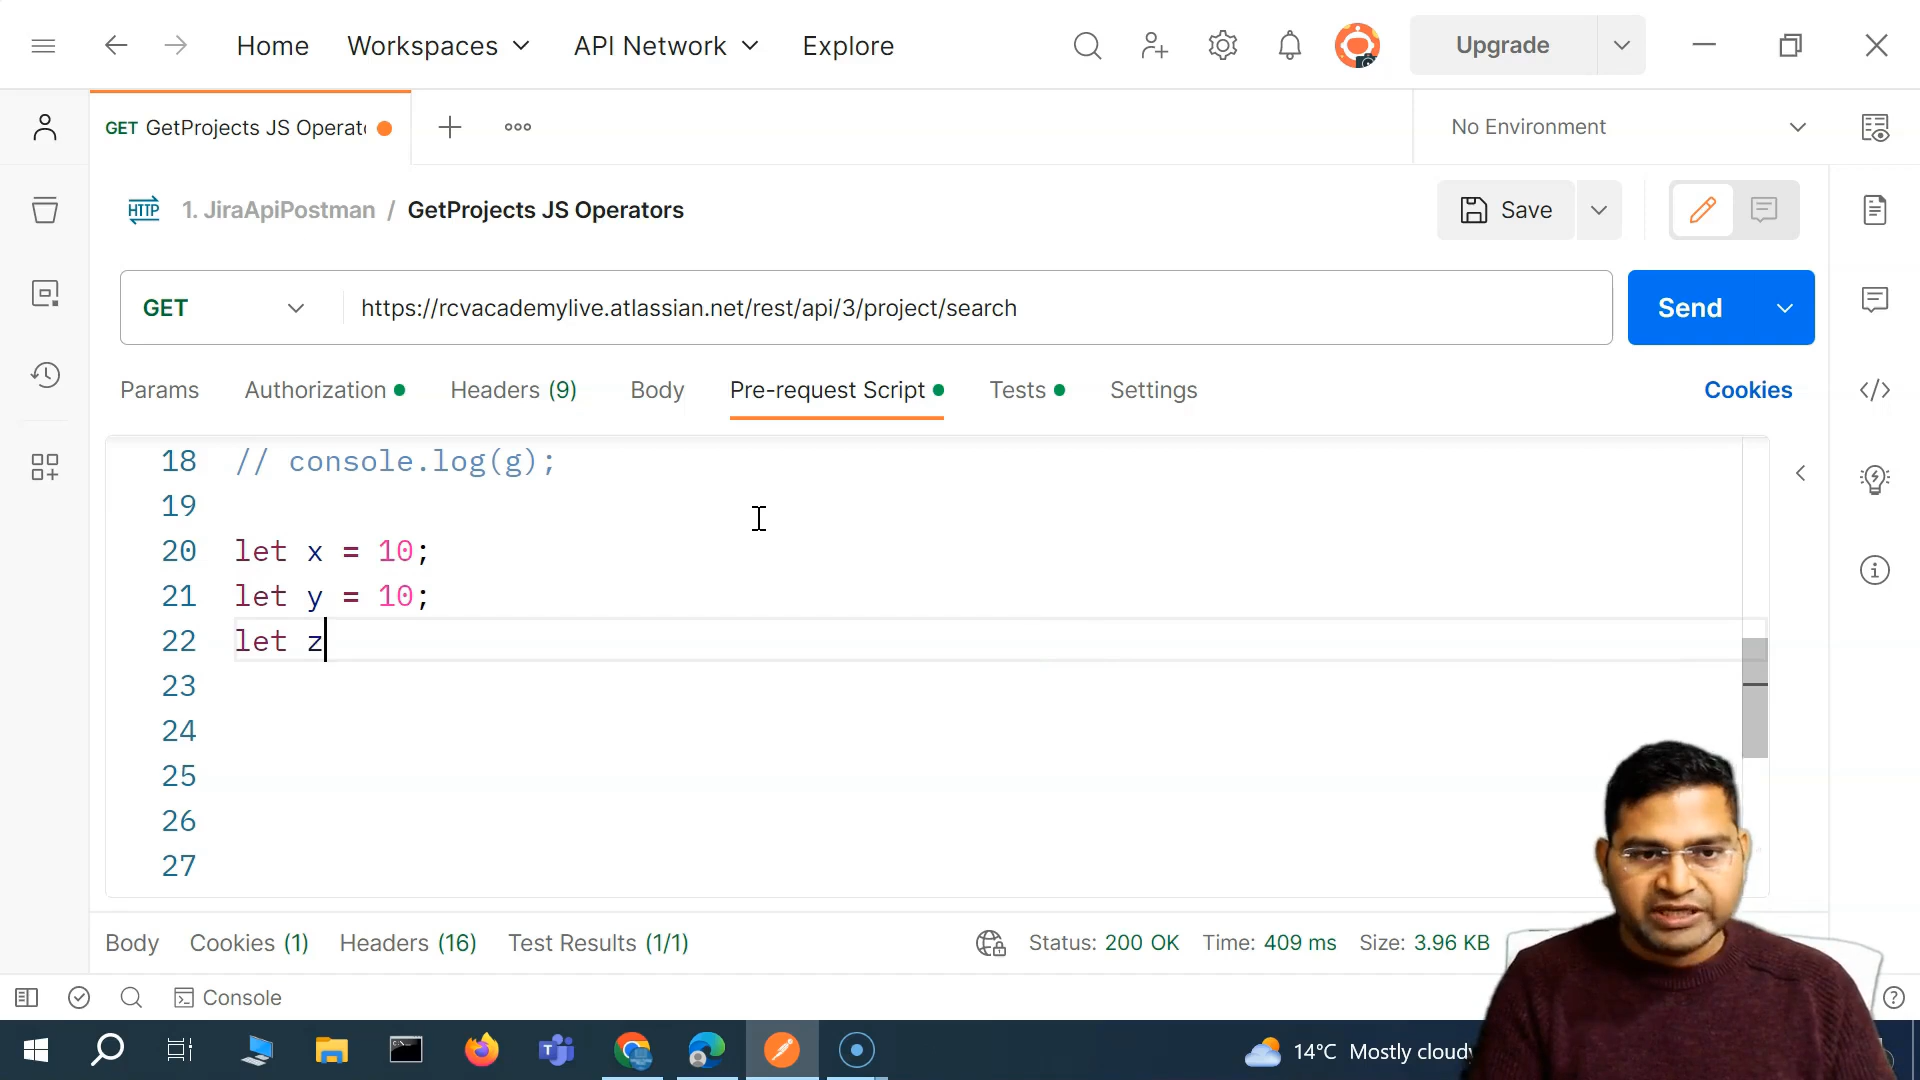 Home Workspaces API Network Explore Upgrade
GET GetProjects JS Operat No Environment
HTTP 1. JiraApiPostman / GetProjects JS Operators Save
GET https://rcvacademylive.atlassian.net/rest/api/3/project/search Send
Params Authorization Headers (9) Body Pre-request Script Tests Settings Cookies
18 // console.log(g);
19
20 let x = 10;
21 let y = 10;
22 let z
23
24
25
26
27
Body Cookies (1) Headers (16) Test Results (1/1) Status: 200 OK Time: 409 ms Size: 3.96 KB
Console
14°C Mostly cloudy